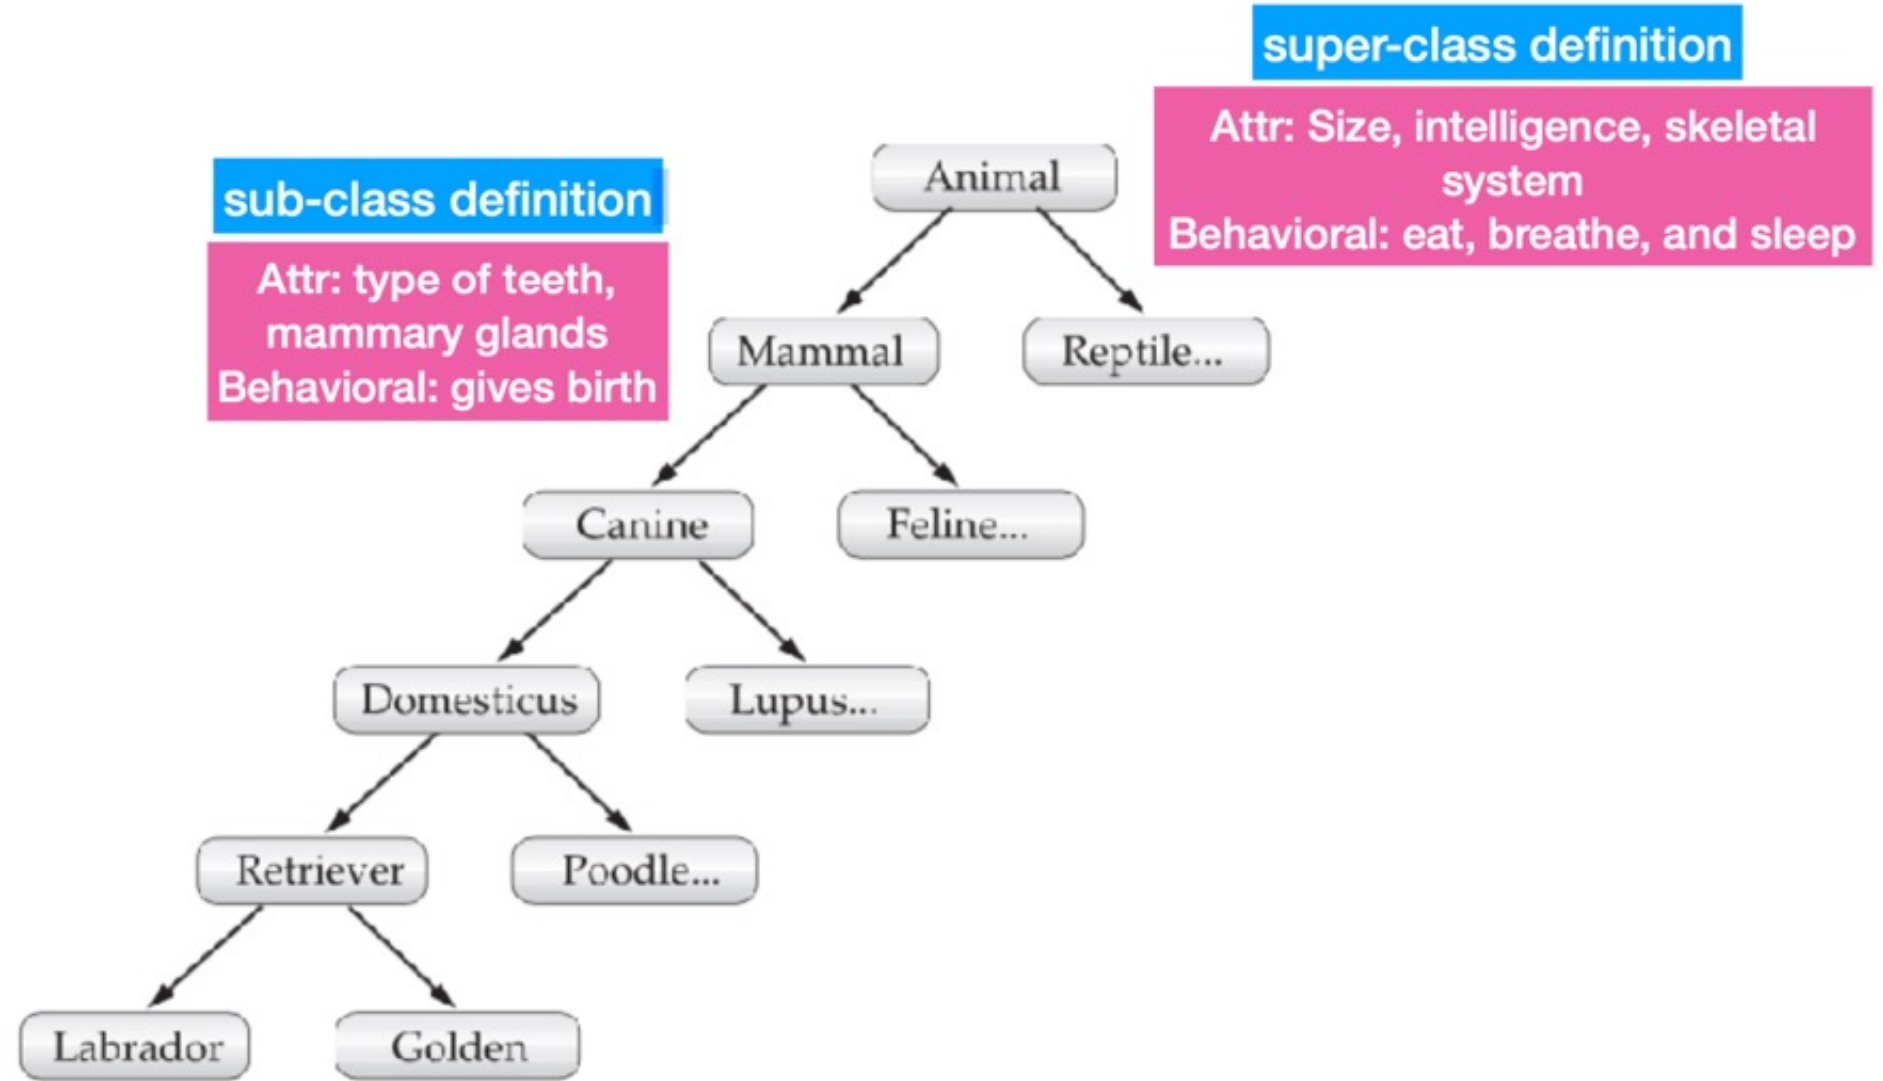 super-class definition
Attr: Size, intelligence, skeletal
system
Behavioral: eat, breathe, and sleep
sub-class definition
Attr: type of teeth,
mammary glands
Behavioral: gives birth
Animal
Mammal
Reptile...
Canine
Feline...
Domesticus
Lupus...
Retriever
Poodle...
Labrador
Golden